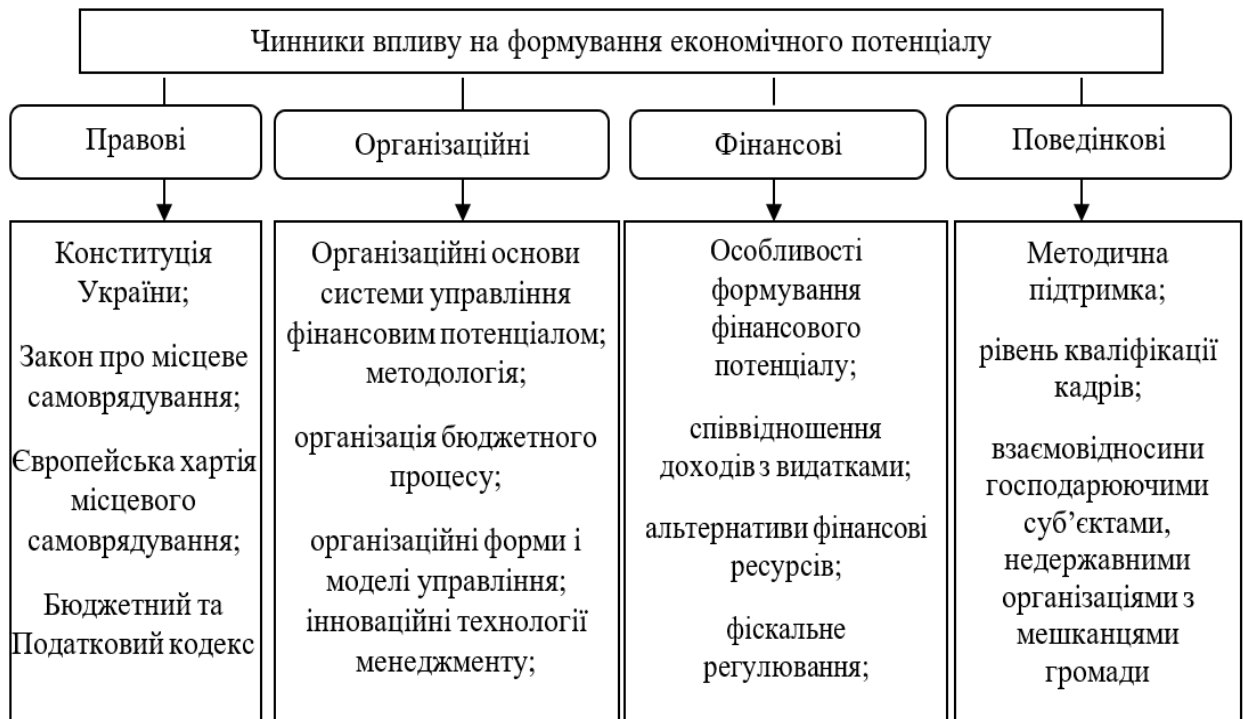 Чинники впливу на формування економічного потенціалу
Правові
Організаційні
Фінансові
Поведінкові
Конституція
України;
Закон про місцеве
самоврядування;
Європейська хартія
місцевого
самоврядування;
Бюджетний та
Податковий кодекс
Організаційні основи
системи управління
фінансовим потенціалом;
методологія;
організація бюджетного
процесу;
організаційні форми і
моделі управління;
інноваційні технології
менеджменту;
Особливості
формування
фінансового
потенціалу;
співвідношення
доходів з видатками;
альтернативи фінансові
ресурсів;
фіскальне
регулювання;
Методична
підтримка;
рівень кваліфікації
кадрів;
взаємовідносини
господарюючими
суб’єктами,
недержавними
організаціями з
мешканцями
громади